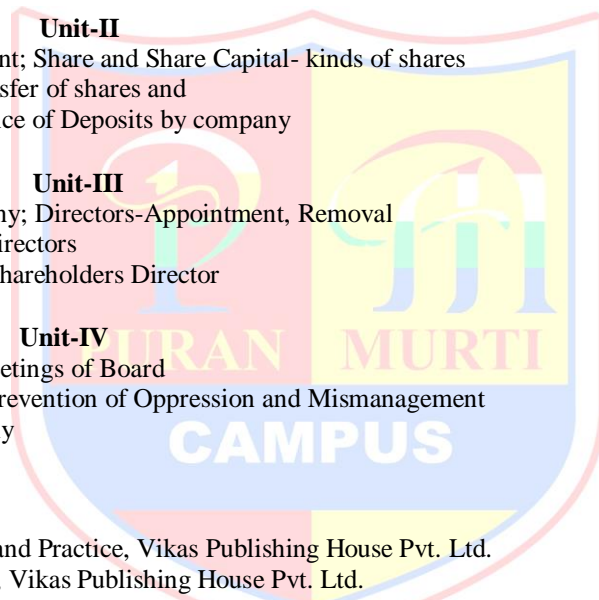 Unit-II
nt; Share and Share Capital- kinds of shares
sfer of shares and
ce of Deposits by company
Unit-III
ny; Directors-Appointment, Removal
irectors
hareholders Director
Unit-IV
etings of Board
revention of Oppression and Mismanagement
y
PURAN MURTI
CAMPUS
and Practice, Vikas Publishing House Pvt. Ltd.
, Vikas Publishing House Pvt. Ltd.